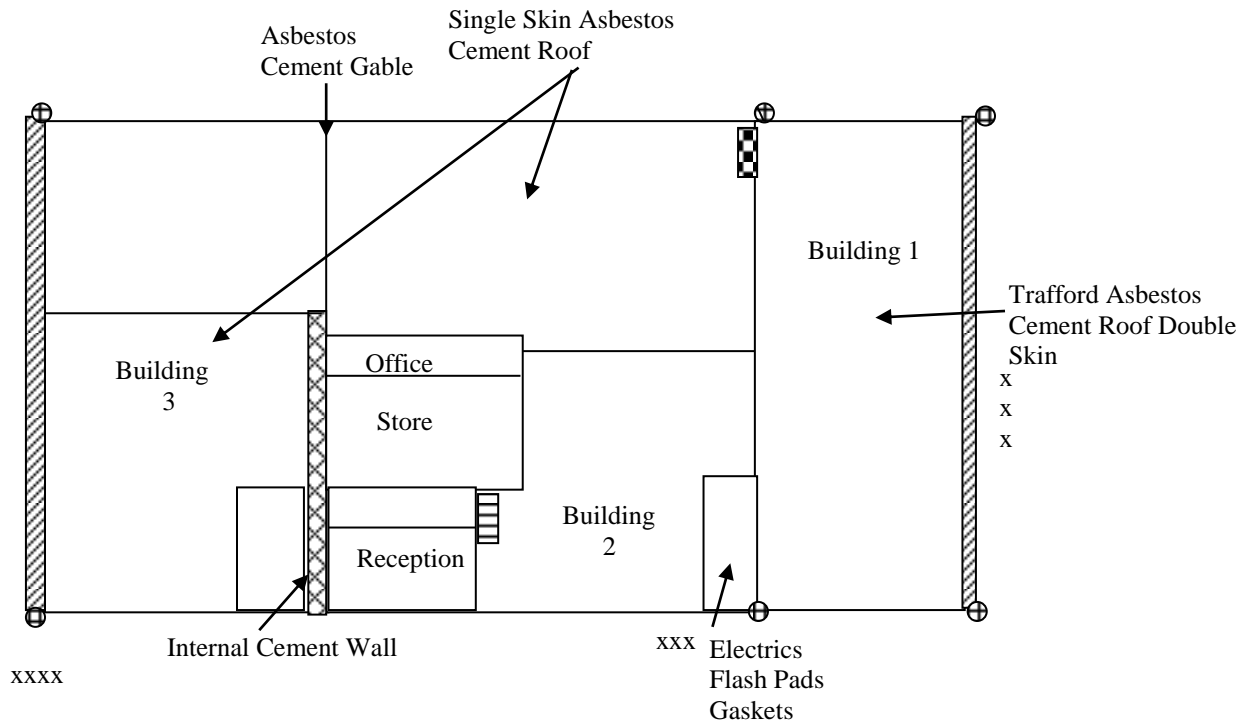 Single Skin Asbestos
Cement Roof
Asbestos
Cement Gable
Building 1
Trafford Asbestos
Cement Roof Double
Skin
x
x
x
Building
3
Office
Store
Building
2
Reception
Internal Cement Wall
xxx
Electrics
Flash Pads
Gaskets
xxxx